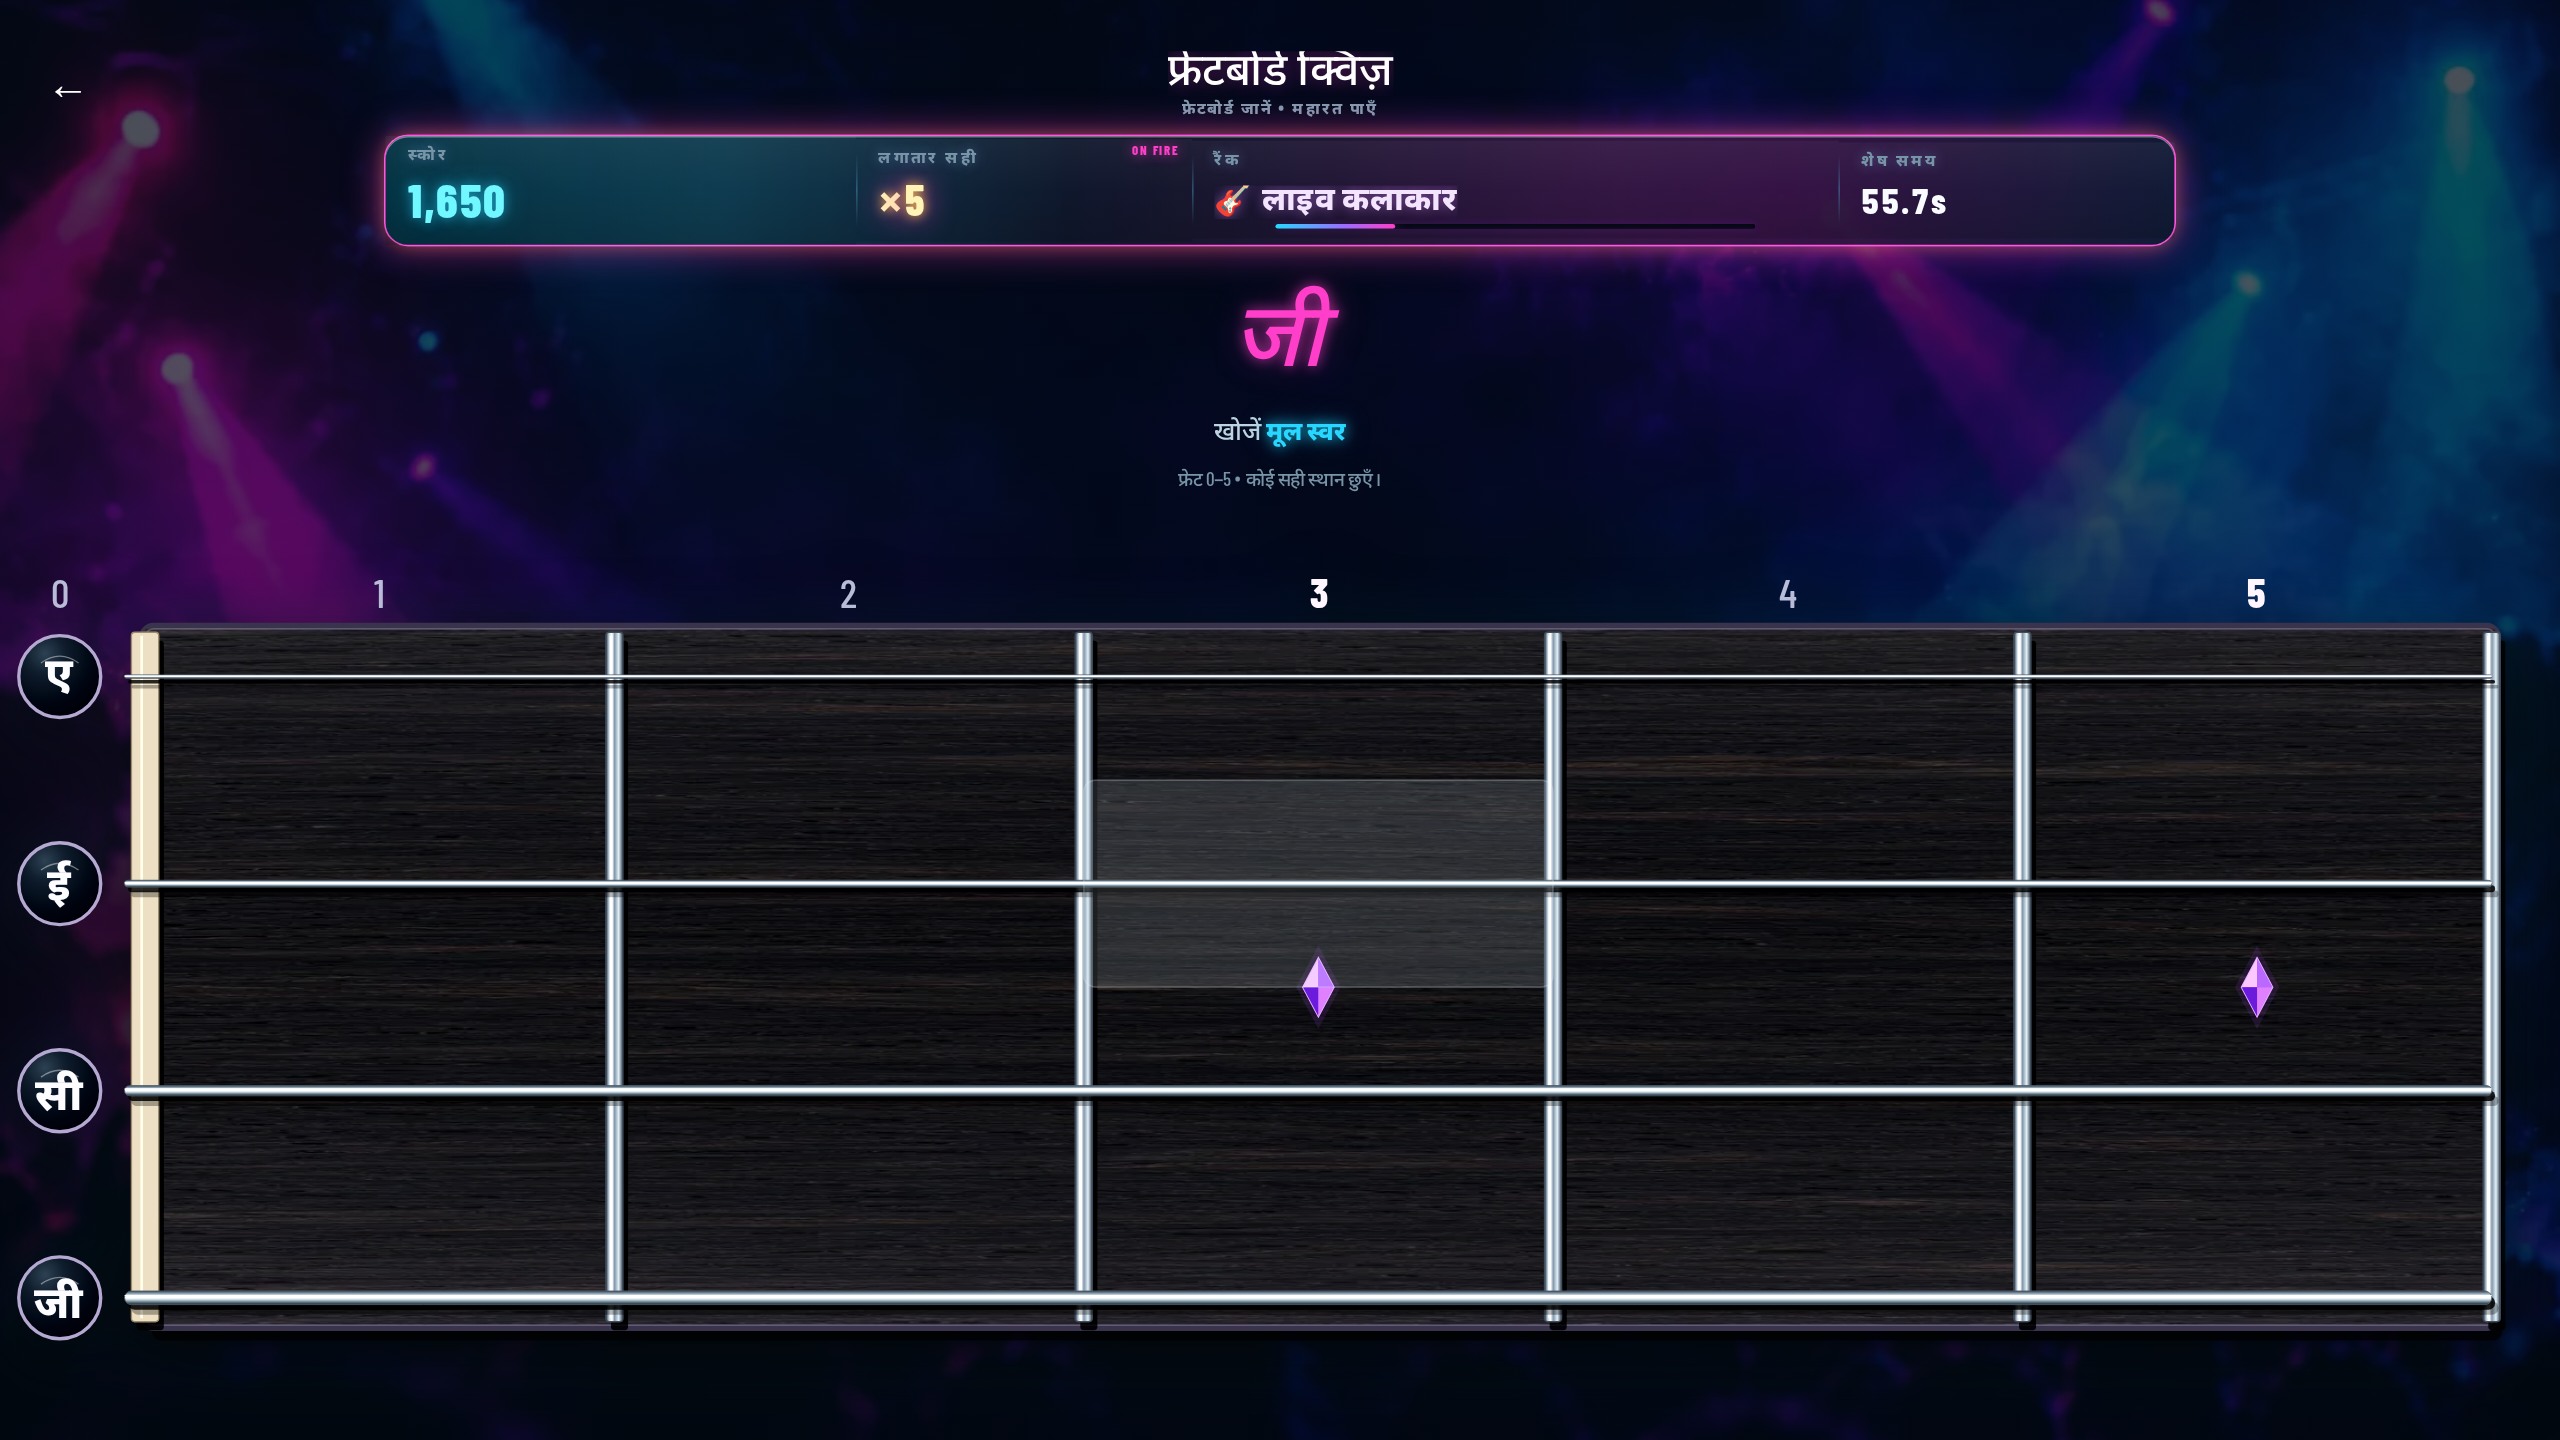 ←
फ्रेटबोर्ड क्विज़
फ्रेटबोर्ड जानें • महारत पाएँ
स्कोर
1,650
लगातार सही
ON FIRE
×5
रैंक
लाइव कलाकार
शेष समय
55.7s
जी
खोजें मूल स्वर
फ्रेट 0–5 • कोई सही स्थान छुएँ।
0 1 2 3 4 5
ए
ई
सी
जी